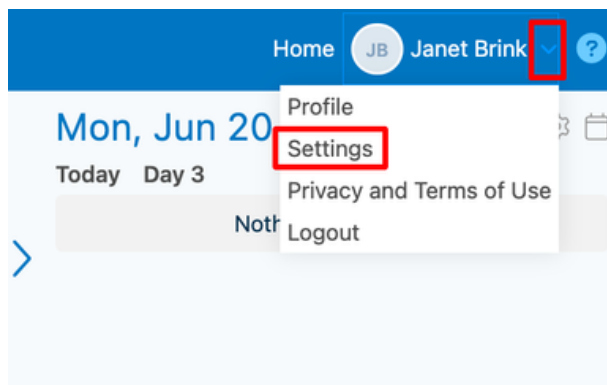 Home JB Janet Brink ?
Profile
Mon, Jun 20
Settings
Today Day 3
Privacy and Terms of Use
Logout